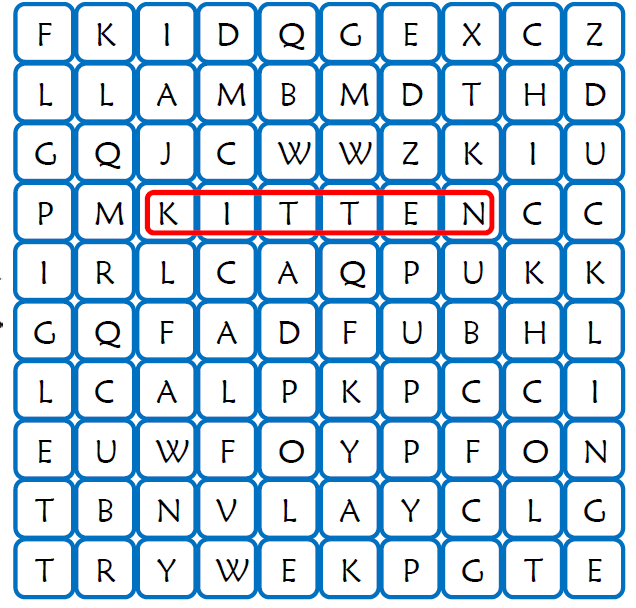 F K I D Q G E X C Z
L L A M B M D T H D
G Q J C W W Z K I U
P M K I T T E N C C
I R L C A Q P U K K
G Q F A D F U B H L
L C A L P K P C C I
E U W F O Y P F O N
T B N V L A Y C L G
T R Y W E K P G T E